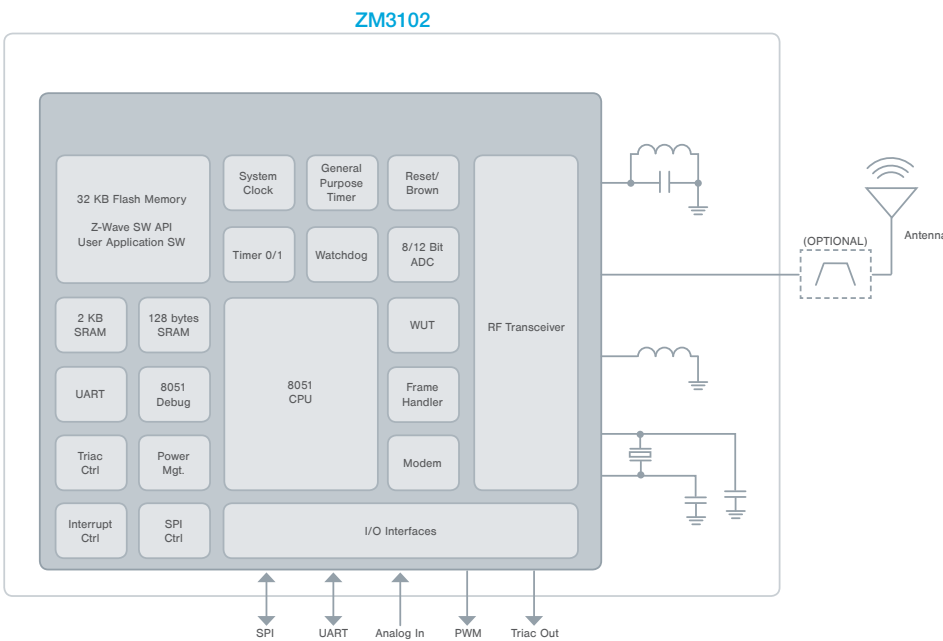 ZM3102
32 KB Flash Memory
Z-Wave SW API
User Application SW
System
Clock
General
Purpose
Timer
Reset/
Brown
Timer 0/1
Watchdog
8/12 Bit
ADC
RF Transceiver
2 KB
SRAM
128 bytes
SRAM
8051
CPU
WUT
UART
8051
Debug
Frame
Handler
Triac
Ctrl
Power
Mgt.
Modem
Interrupt
Ctrl
SPI
Ctrl
I/O Interfaces
(OPTIONAL)
Antenna
SPI
UART
Analog In
PWM
Triac Out